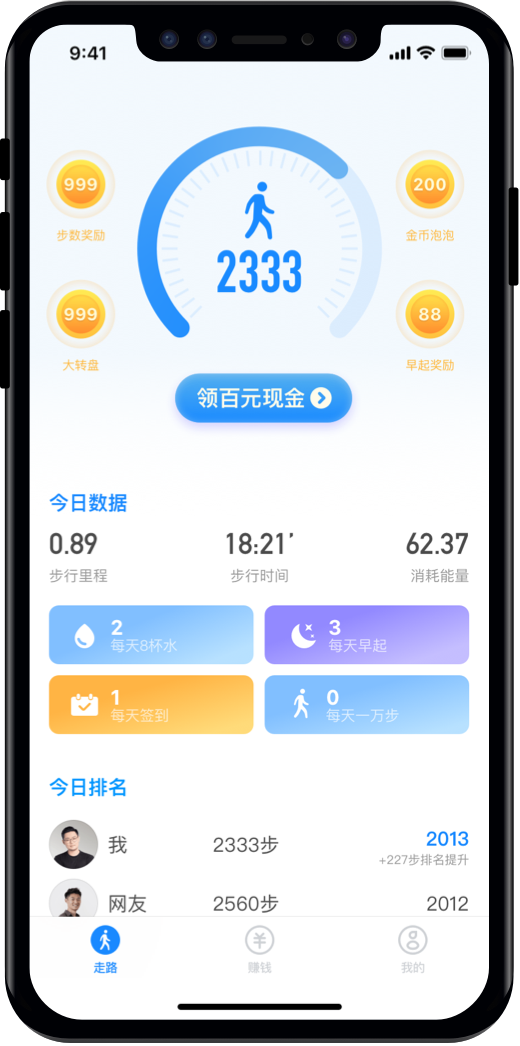 9:41
999
步数奖励
200
金币泡泡
2333
999
大转盘
88
早起奖励
领百元现金
今日数据
0.89
18:21’
62.37
步行里程
步行时间
消耗能量
2
每天8杯水
3
每天早起
1
每天签到
0
每天一万步
今日排名
我
2333步
2013
+227步排名提升
网友
2560步
2012
走路
赚钱
我的